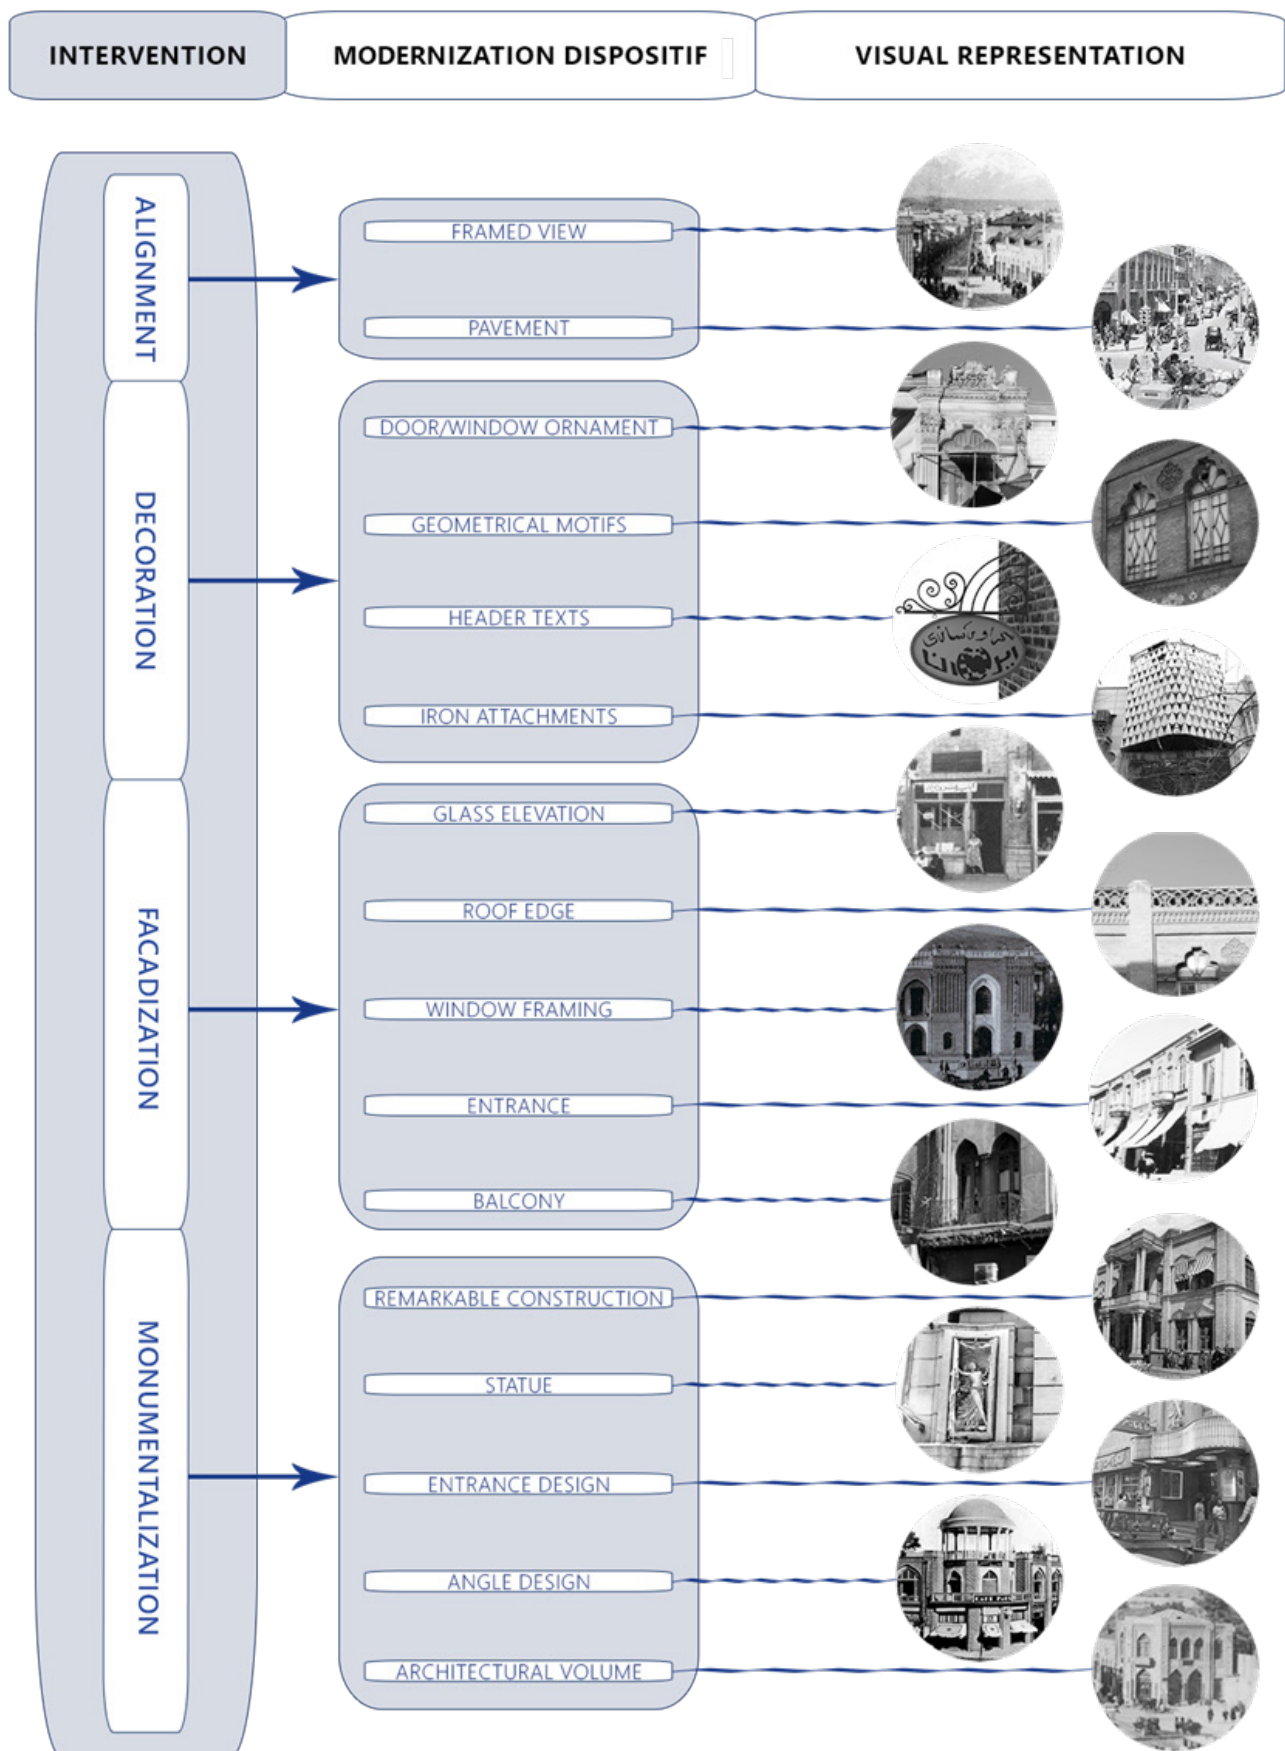 INTERVENTION
MODERNIZATION DISPOSITIF
VISUAL REPRESENTATION
ALIGNMENT
FRAMED VIEW
PAVEMENT
DECORATION
DOOR/WINDOW ORNAMENT
GEOMETRICAL MOTIFS
HEADER TEXTS
IRON ATTACHMENTS
FACADIZATION
GLASS ELEVATION
ROOF EDGE
WINDOW FRAMING
ENTRANCE
BALCONY
MONUMENTALIZATION
REMARKABLE CONSTRUCTION
STATUE
ENTRANCE DESIGN
ANGLE DESIGN
ARCHITECTURAL VOLUME